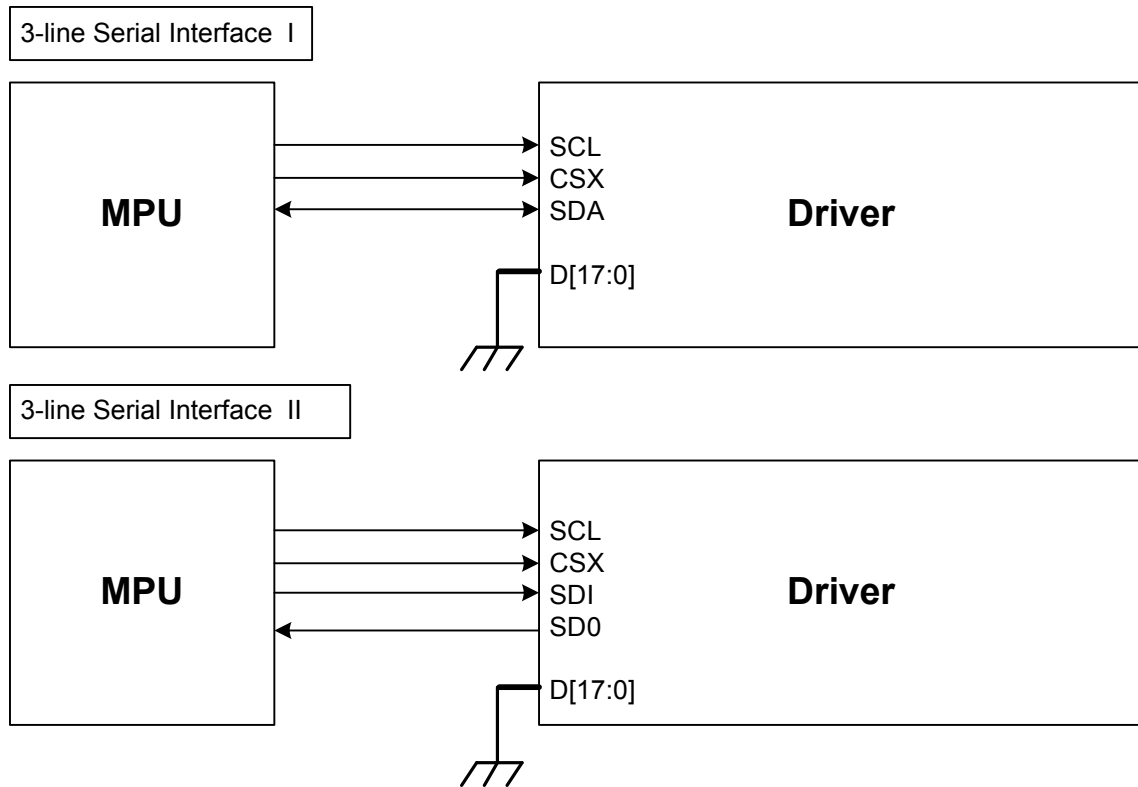 3-line Serial Interface I
MPU
SCL
CSX
SDA
Driver
D[17:0]
3-line Serial Interface II
MPU
SCL
CSX
SDI
SD0
Driver
D[17:0]